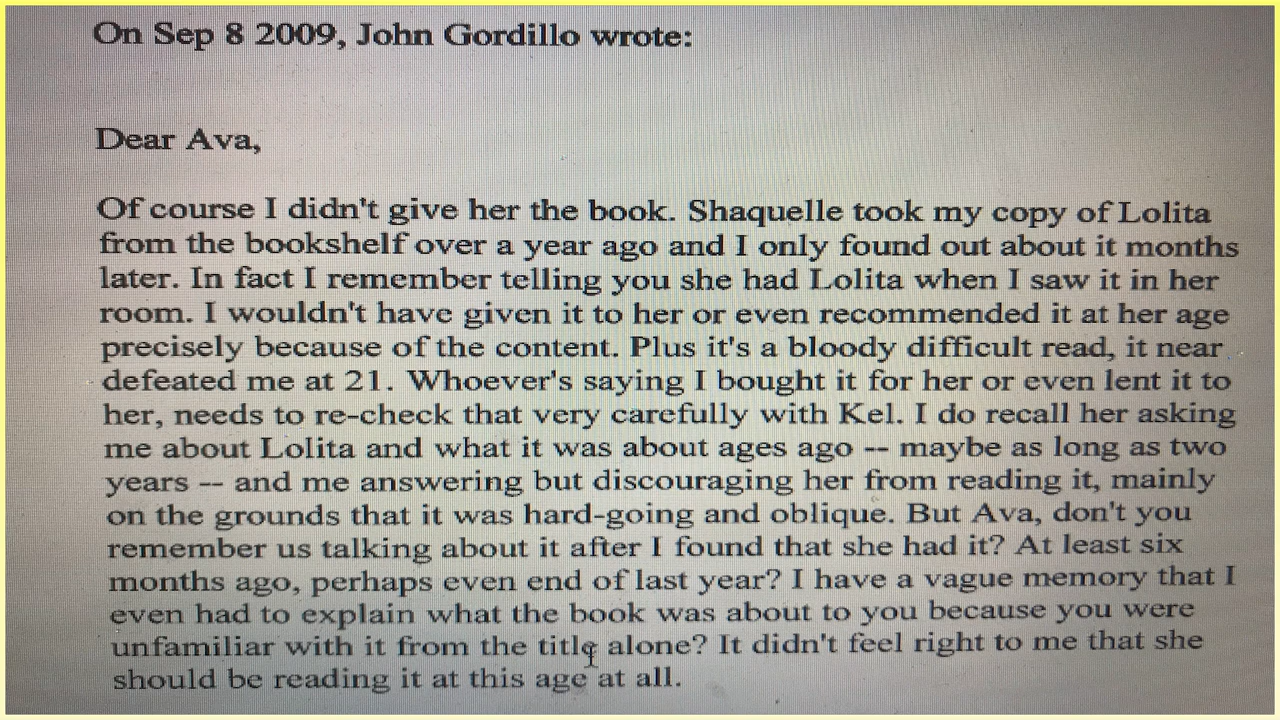 On Sep 8 2009, John Gordillo wrote:
Dear Ava,
Of course I didn't give her the book. Shaquelle took my copy of Lolita
from the bookshelf over a year ago and I only found out about it months
later. In fact I remember telling you she had Lolita when I saw it in her
room. I wouldn't have given it to her or even recommended it at her age
precisely because of the content. Plus it's a bloody difficult read, it near
defeated me at 21. Whoever's saying I bought it for her or even lent it to
her, needs to re-check that very carefully with Kel. I do recall her asking
me about Lolita and what it was about ages ago -- maybe as long as two
years -- and me answering but discouraging her from reading it, mainly
on the grounds that it was hard-going and oblique. But Ava, don't you
remember us talking about it after I found that she had it? At least six
months ago, perhaps even end of last year? I have a vague memory that I
even had to explain what the book was about to you because you were
unfamiliar with it from the title alone? It didn't feel right to me that she
should be reading it at this age at all.